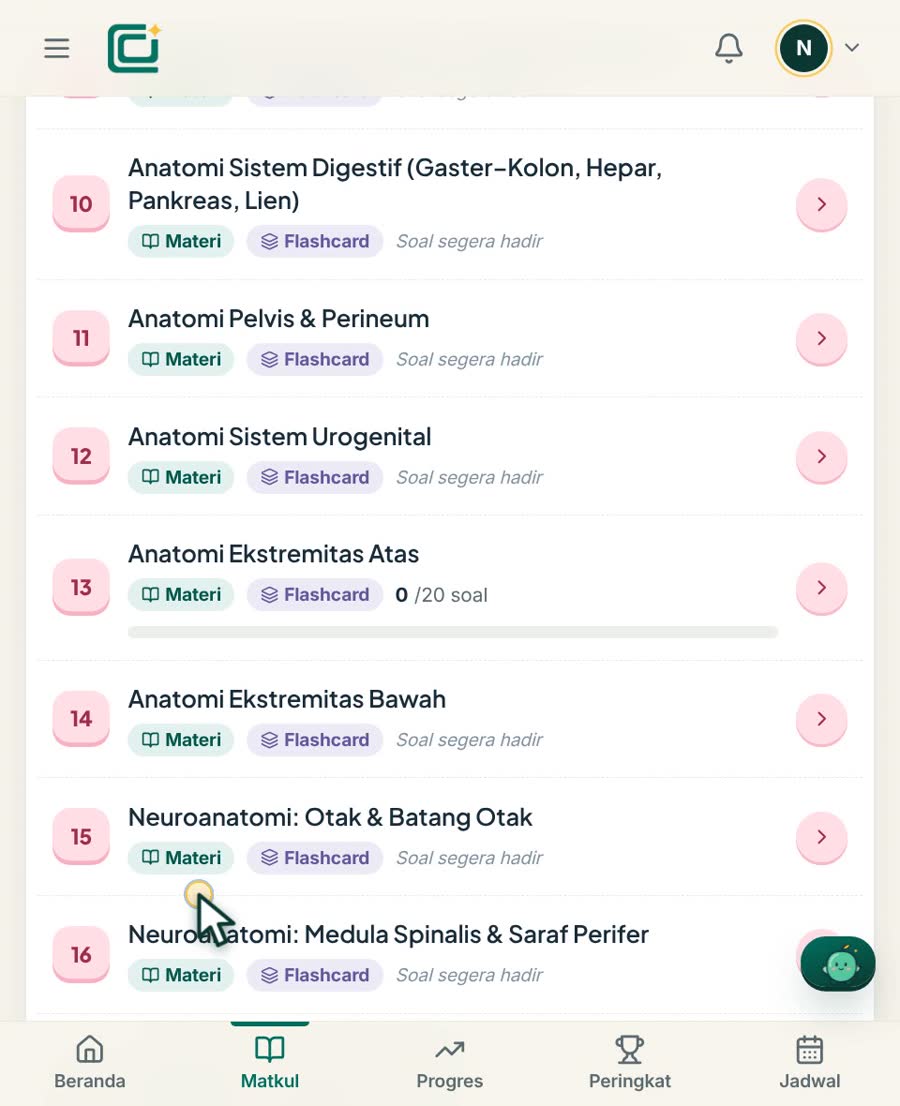 N
10
Anatomi Sistem Digestif (Gaster–Kolon, Hepar,
Pankreas, Lien)
Materi Flashcard Soal segera hadir
11
Anatomi Pelvis & Perineum
Materi Flashcard Soal segera hadir
12
Anatomi Sistem Urogenital
Materi Flashcard Soal segera hadir
13
Anatomi Ekstremitas Atas
Materi Flashcard 0 /20 soal
14
Anatomi Ekstremitas Bawah
Materi Flashcard Soal segera hadir
15
Neuroanatomi: Otak & Batang Otak
Materi Flashcard Soal segera hadir
16
Neuroanatomi: Medula Spinalis & Saraf Perifer
Materi Flashcard Soal segera hadir
Beranda Matkul Progres Peringkat Jadwal